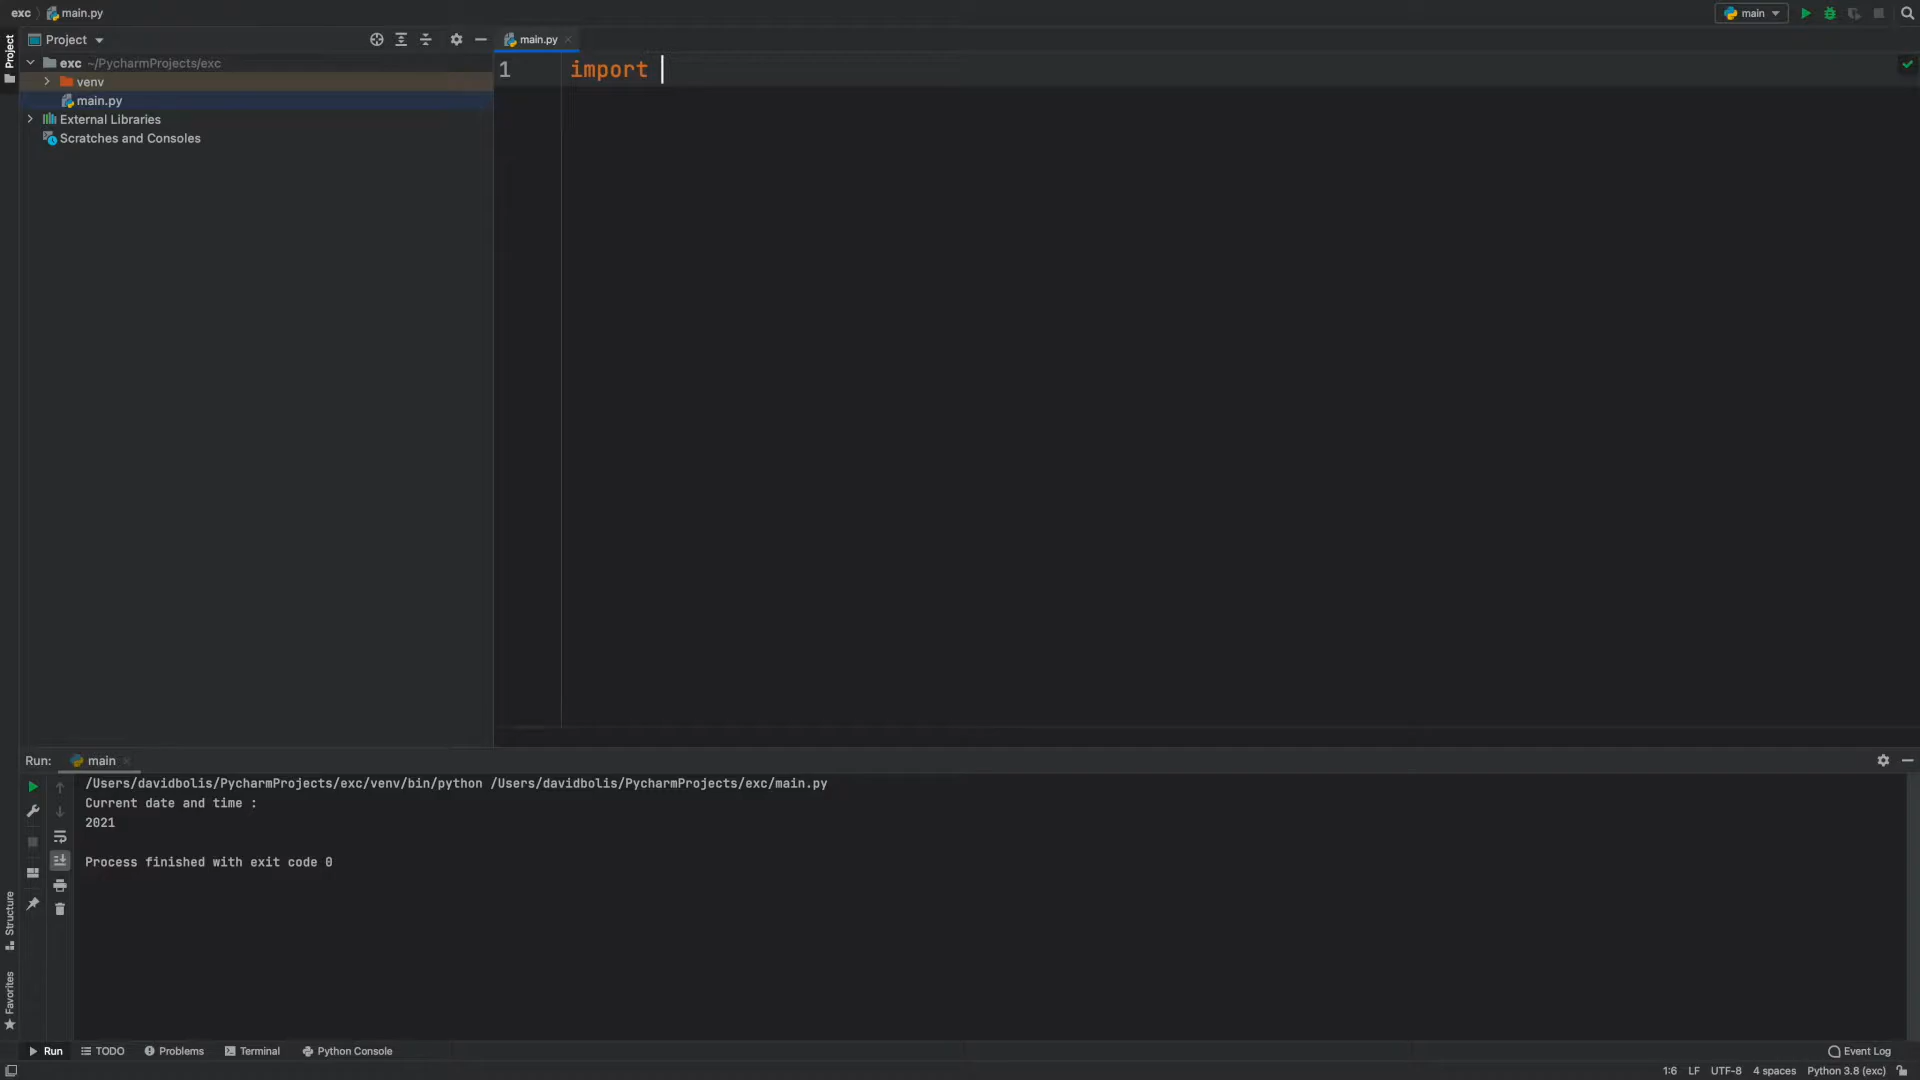 exc main.py
main
Project
Project
main.py
exc ~/PycharmProjects/exc
venv
main.py
External Libraries
Scratches and Consoles
1 import
Run: main
/Users/davidbolis/PycharmProjects/exc/venv/bin/python /Users/davidbolis/PycharmProjects/exc/main.py
Current date and time :
2021
Process finished with exit code 0
Structure
Favorites
Run TODO Problems Terminal Python Console
Event Log
1:6 LF UTF-8 4 spaces Python 3.8 (exc)